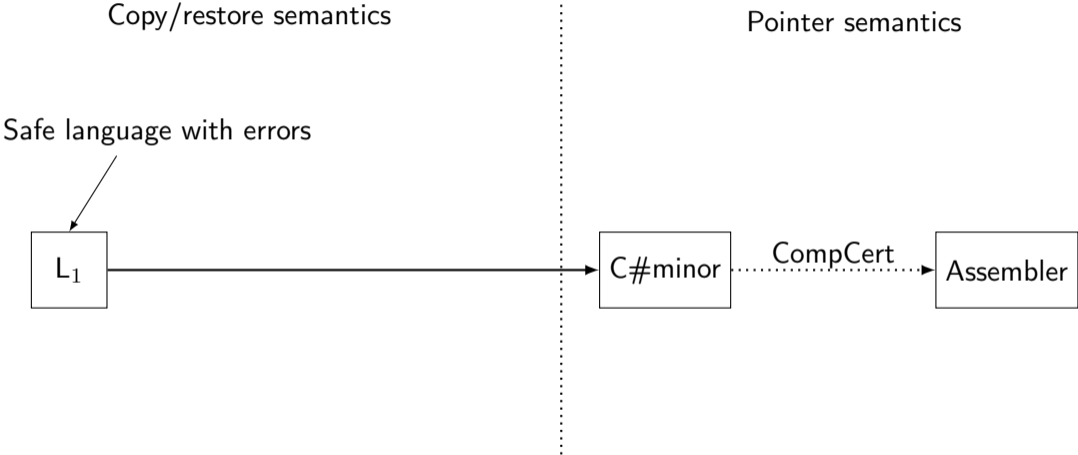 Copy/restore semantics
Pointer semantics
Safe language with errors
L₁
C#minor
CompCert
Assembler